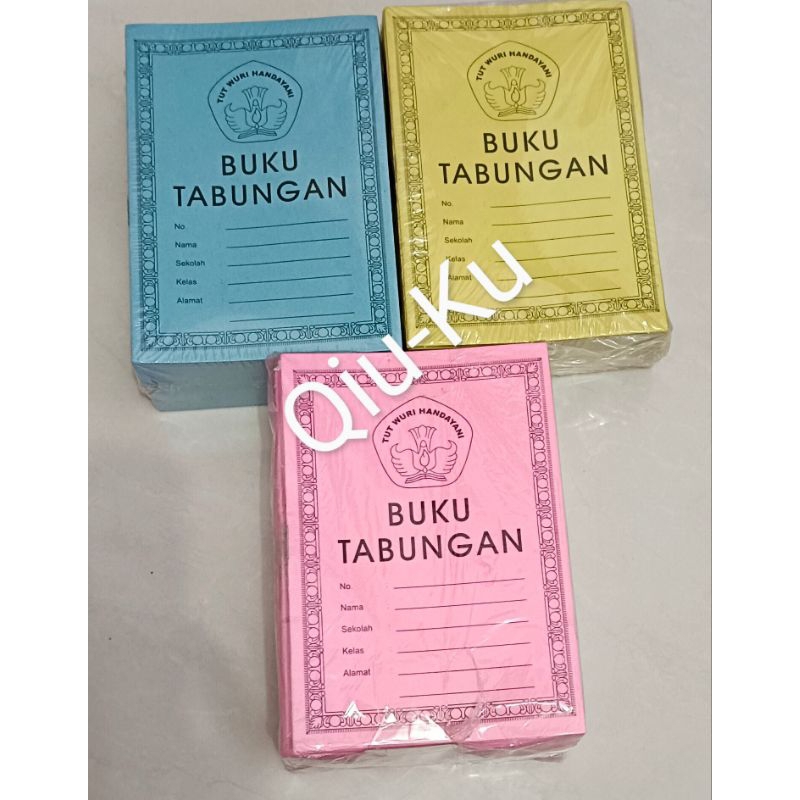 TUT WURI HANDAYANI
BUKU
TABUNGAN
No.
Nama
Sekolah
Kelas
Alamat
TUT WURI HANDAYANI
BUKU
TABUNGAN
No.
Nama
Sekolah
Kelas
Alamat
Qiu-Ku
TUT WURI HANDAYANI
BUKU
TABUNGAN
No.
Nama
Sekolah
Kelas
Alamat